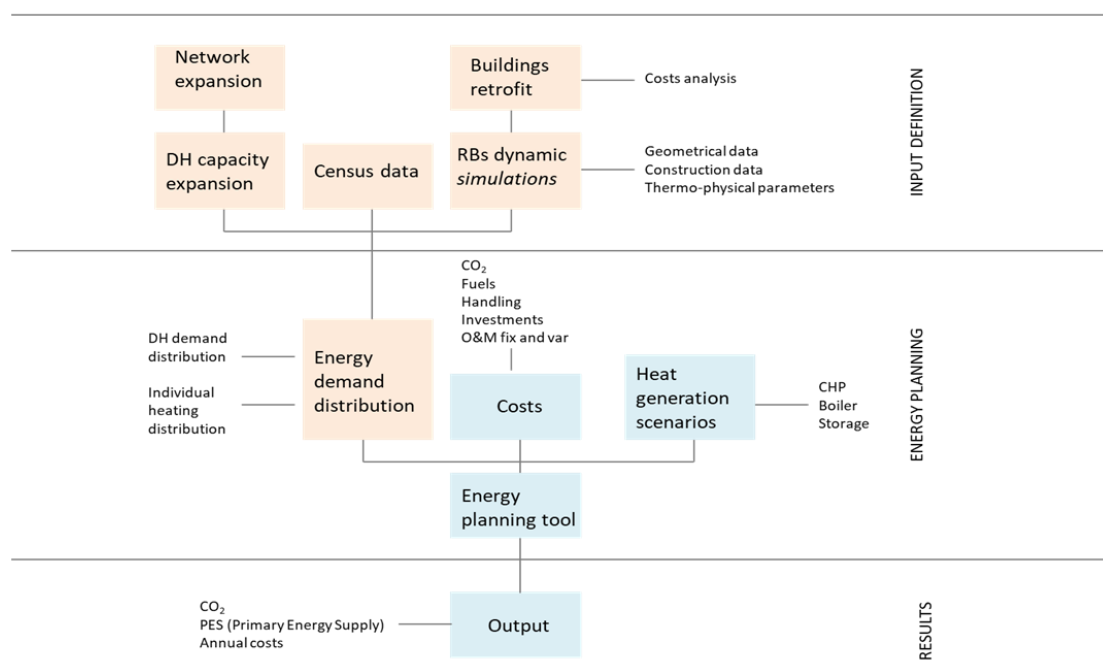 Network
expansion
Buildings
retrofit
Costs analysis
DH capacity
expansion
Census data
RBs dynamic
simulations
Geometrical data
Construction data
Thermo-physical parameters
INPUT DEFINITION
CO₂
Fuels
Handling
Investments
O&M fix and var
DH demand
distribution
Individual
heating
distribution
Energy
demand
distribution
Costs
Heat
generation
scenarios
CHP
Boiler
Storage
Energy
planning tool
ENERGY PLANNING
CO₂
PES (Primary Energy Supply)
Annual costs
Output
RESULTS